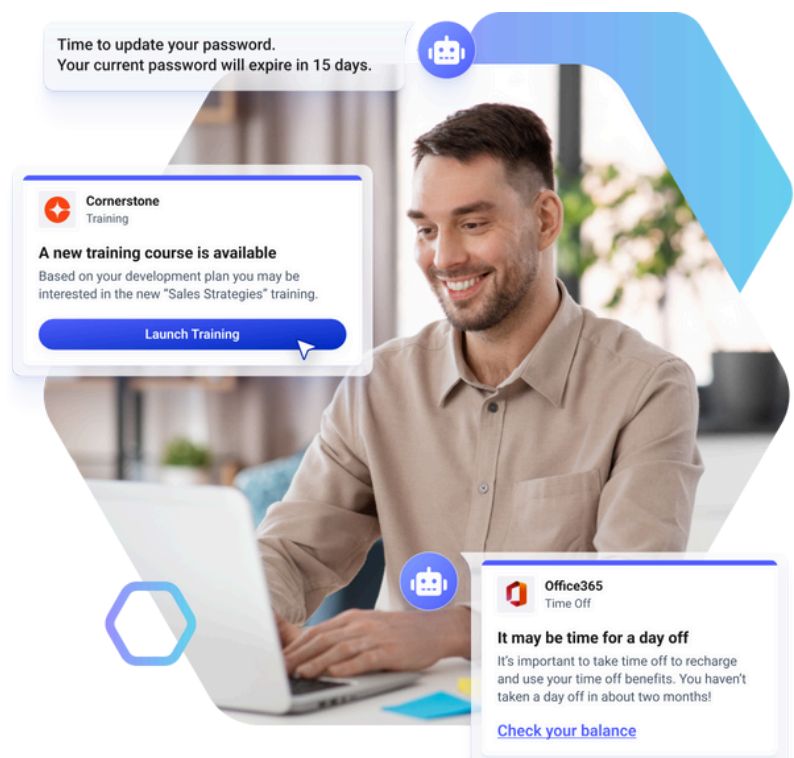 Time to update your password.
Your current password will expire in 15 days.
Cornerstone
Training
A new training course is available
Based on your development plan you may be
interested in the new “Sales Strategies” training.
Launch Training
Office365
Time Off
It may be time for a day off
It’s important to take time off to recharge
and use your time off benefits. You haven’t
taken a day off in about two months!
Check your balance